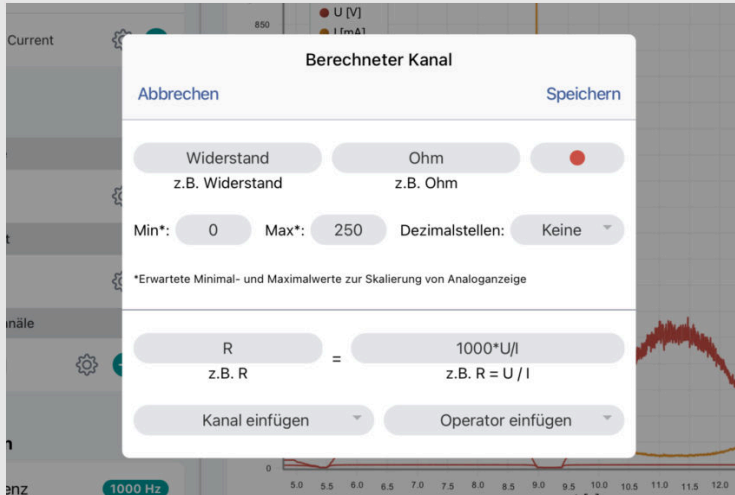 U [V]
850
I [mA]
Current
Berechneter Kanal
Abbrechen Speichern
Widerstand Ohm
z.B. Widerstand z.B. Ohm
Min*: 0 Max*: 250 Dezimalstellen: Keine
*Erwartete Minimal- und Maximalwerte zur Skalierung von Analoganzeige
R = 1000*U/I
z.B. R z.B. R = U / I
Kanal einfügen Operator einfügen
t
näle
0
5.0 5.5 6.0 6.5 7.0 7.5 8.0 8.5 9.0 9.5 10.0 10.5 11.0 11.5 12.0
enz 1000 Hz